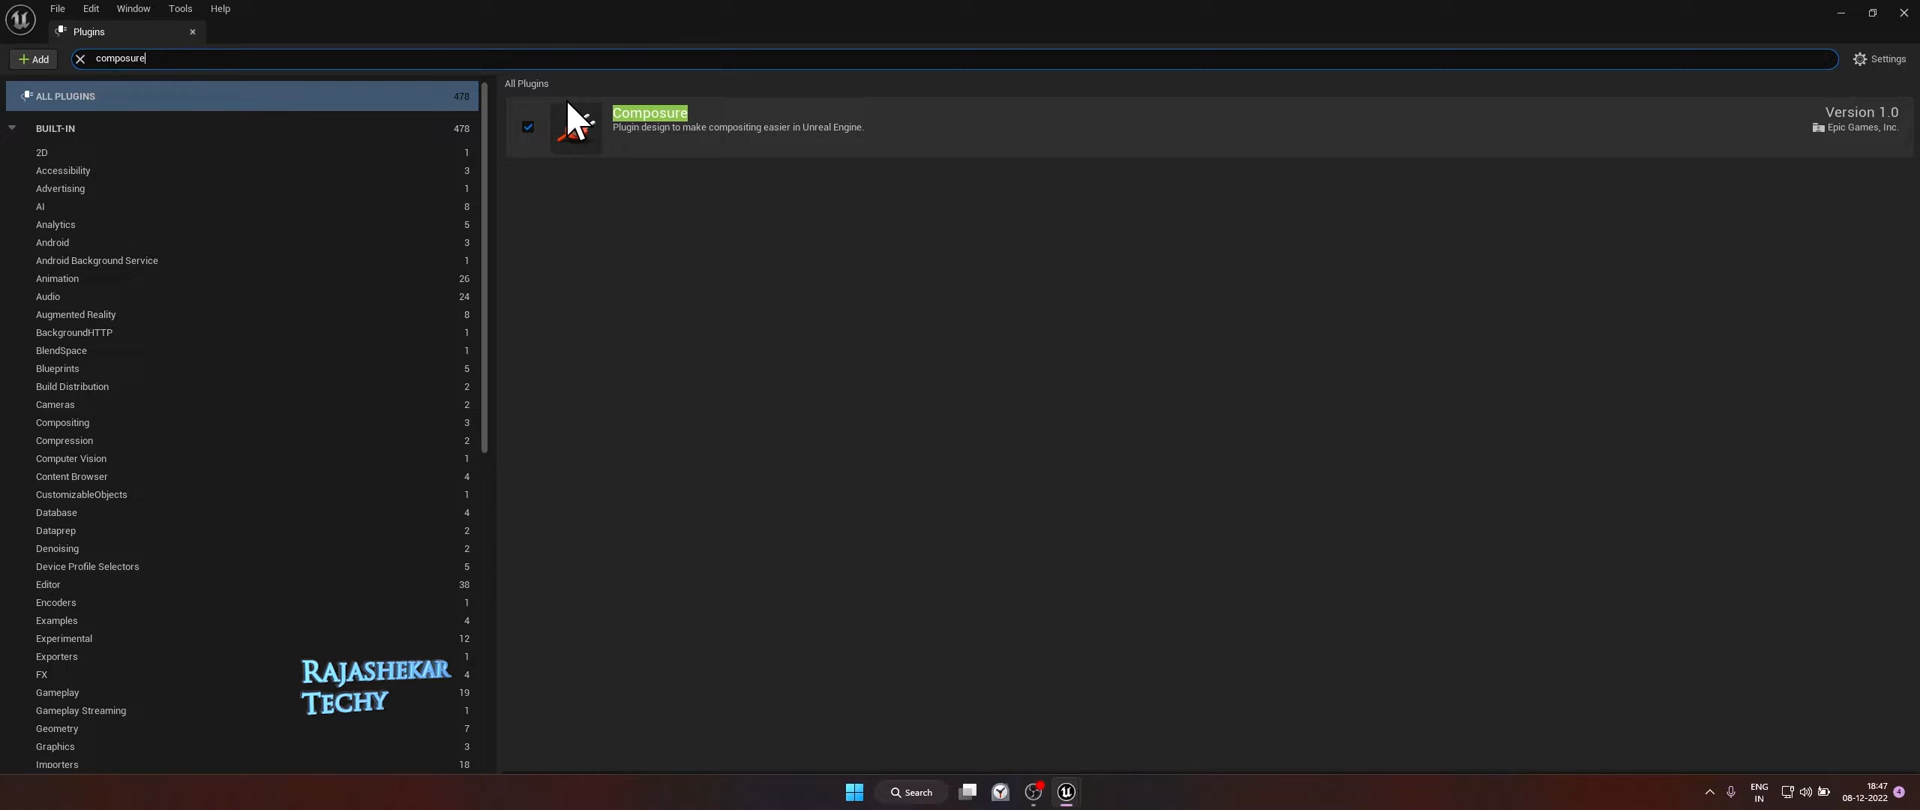 File Edit Window Tools Help
Plugins
Add
composure
Settings
ALL PLUGINS 478
BUILT-IN 478
2D 1
Accessibility 3
Advertising 1
AI 8
Analytics 5
Android 3
Android Background Service 1
Animation 26
Audio 24
Augmented Reality 8
BackgroundHTTP 1
BlendSpace 1
Blueprints 5
Build Distribution 2
Cameras 2
Compositing 3
Compression 2
Computer Vision 1
Content Browser 4
CustomizableObjects 1
Database 4
Dataprep 2
Denoising 2
Device Profile Selectors 5
Editor 38
Encoders 1
Examples 4
Experimental 12
Exporters 1
FX 4
Gameplay 19
Gameplay Streaming 1
Geometry 7
Graphics 3
Importers 18
All Plugins
Composure
Plugin design to make compositing easier in Unreal Engine.
Version 1.0
Epic Games, Inc.
Rajashekar
Techy
Search
ENG
IN
18:47
08-12-2022
4